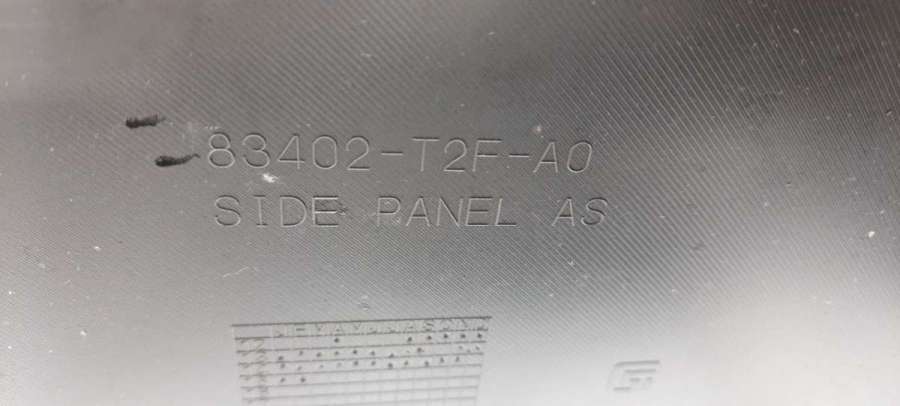 83402-T2F-A0
SIDE PANEL AS